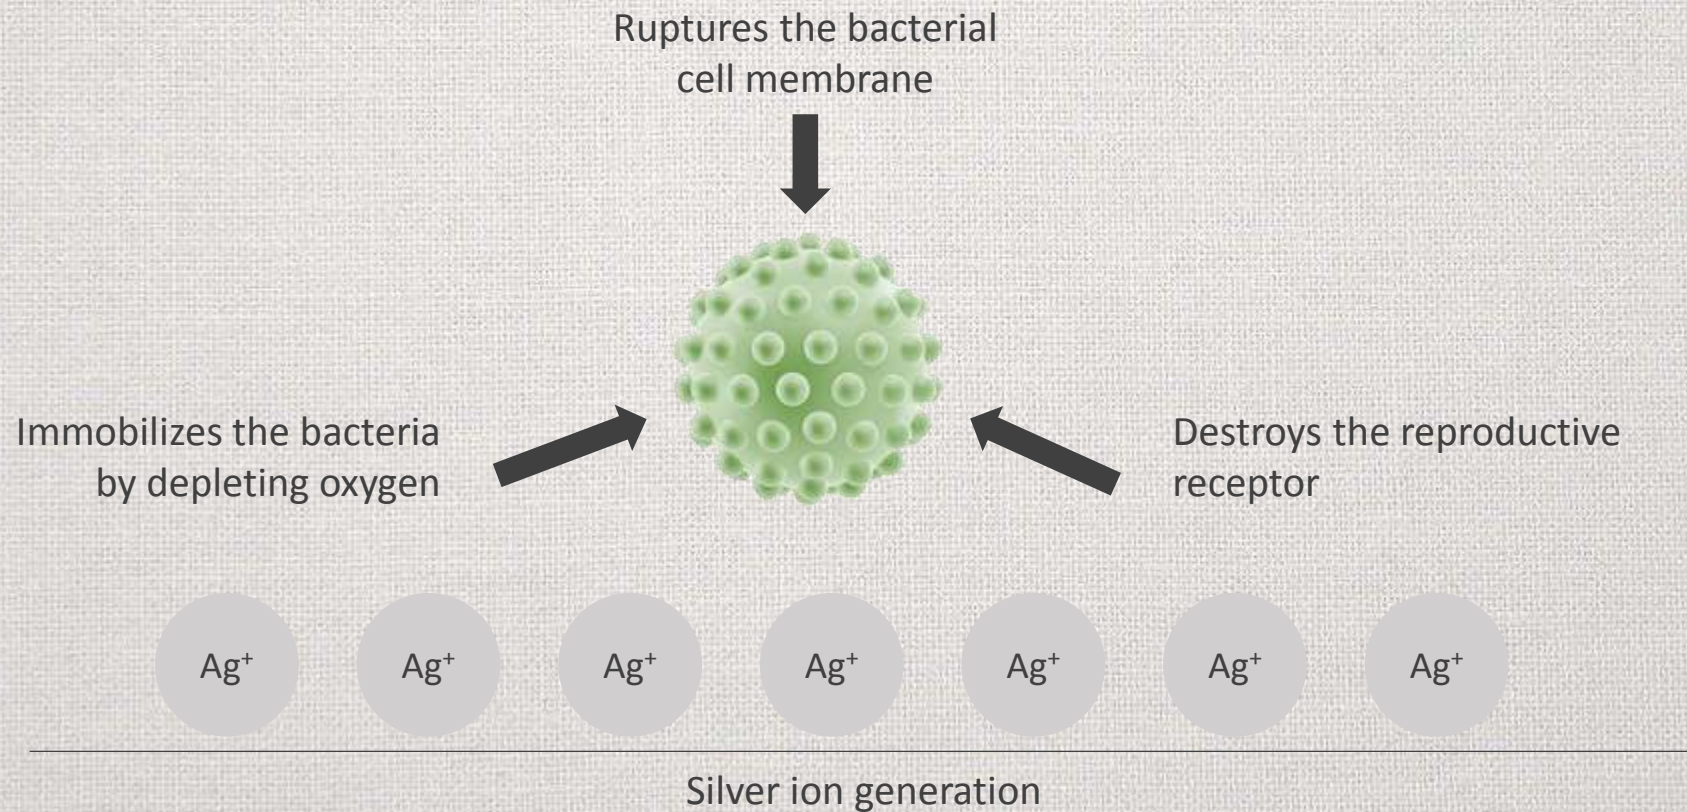 Ruptures the bacterial
cell membrane
Immobilizes the bacteria
by depleting oxygen
Destroys the reproductive
receptor
Ag⁺ Ag⁺ Ag⁺ Ag⁺ Ag⁺ Ag⁺ Ag⁺
Silver ion generation